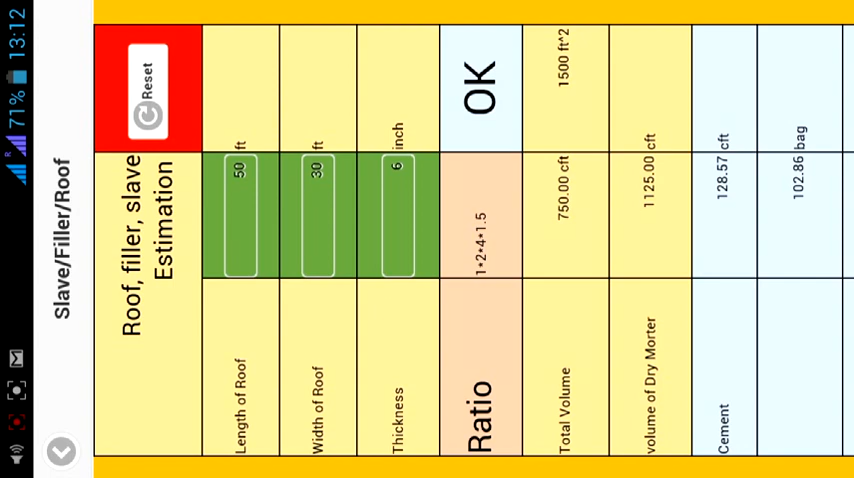 71% 13:12
Slave/Filler/Roof
Roof, filler, slave
Estimation
Reset
Length of Roof 50 ft
Width of Roof 30 ft
Thickness 6 inch
Ratio 1*2*4*1.5 OK
Total Volume 750.00 cft 1500 ft^2
volume of Dry Morter 1125.00 cft
Cement 128.57 cft
102.86 bag